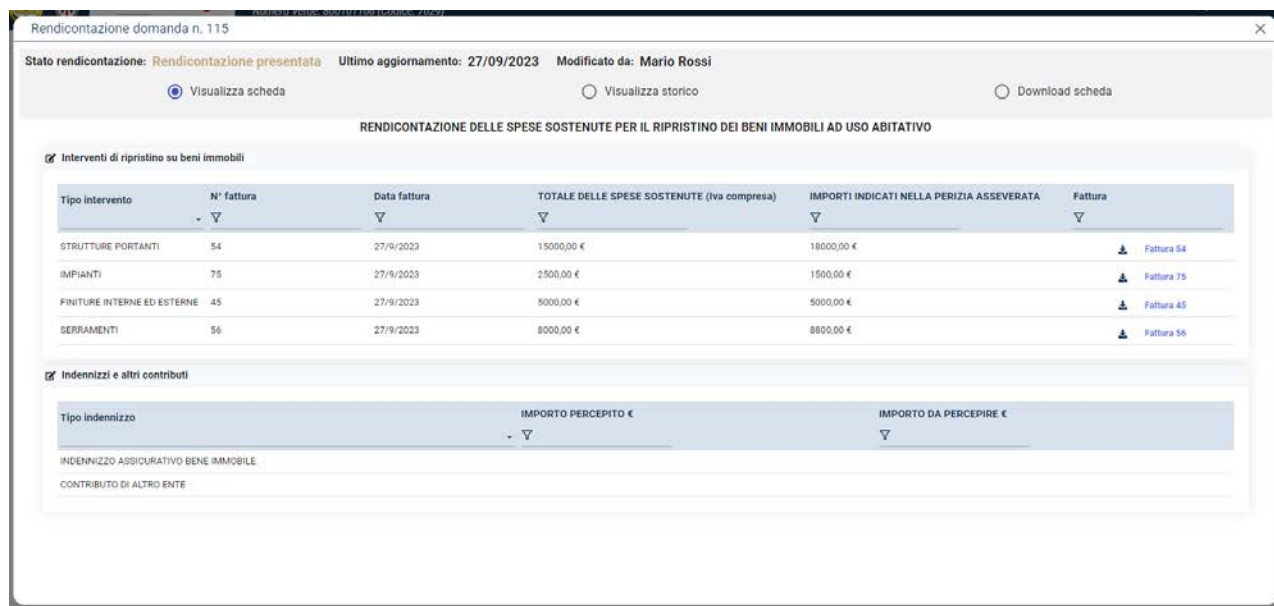 Numero Verde: 800101106 (Codice, 7029)
Rendicontazione domanda n. 115
Stato rendicontazione: Rendicontazione presentata Ultimo aggiornamento: 27/09/2023 Modificato da: Mario Rossi
Visualizza scheda Visualizza storico Download scheda
RENDICONTAZIONE DELLE SPESE SOSTENUTE PER IL RIPRISTINO DEI BENI IMMOBILI AD USO ABITATIVO
Interventi di ripristino su beni immobili
Tipo intervento N° fattura Data fattura TOTALE DELLE SPESE SOSTENUTE (Iva compresa) IMPORTI INDICATI NELLA PERIZIA ASSEVERATA Fattura
STRUTTURE PORTANTI 54 27/9/2023 15000,00 € 18000,00 € Fattura 54
IMPIANTI 75 27/9/2023 2500,00 € 1500,00 € Fattura 75
FINITURE INTERNE ED ESTERNE 45 27/9/2023 5000,00 € 5000,00 € Fattura 45
SERRAMENTI 56 27/9/2023 8000,00 € 8800,00 € Fattura 56
Indennizzi e altri contributi
Tipo indennizzo IMPORTO PERCEPITO € IMPORTO DA PERCEPIRE €
INDENNIZZO ASSICURATIVO BENE IMMOBILE
CONTRIBUTO DI ALTRO ENTE